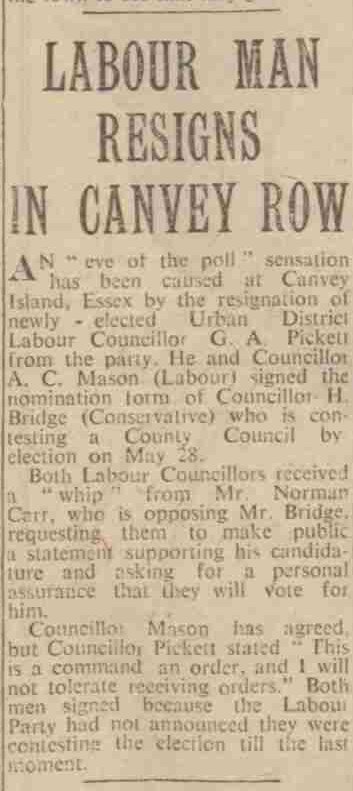 LABOUR MAN
RESIGNS
IN CANVEY ROW
AN " eve of the poll " sensation
has been caused at Canvey
Island, Essex by the resignation of
newly - elected Urban District
Labour Councillor G. A. Pickett
from the party. He and Councillor
A. C. Mason (Labour) signed the
nomination form of Councillor H.
Bridge (Conservative) who is con-
testing a County Council by
election on May 28.
Both Labour Councillors received
a " whip " from Mr. Norman
Carr, who is opposing Mr. Bridge,
requesting them to make public
a statement supporting his candida-
ture and asking for a personal
assurance that they will vote for
him.
Councillor Mason has agreed,
but Councillor Pickett stated " This
is a command an order, and I will
not tolerate receiving orders." Both
men signed because the Labour
Party had not announced they were
contesting the election till the last
moment.